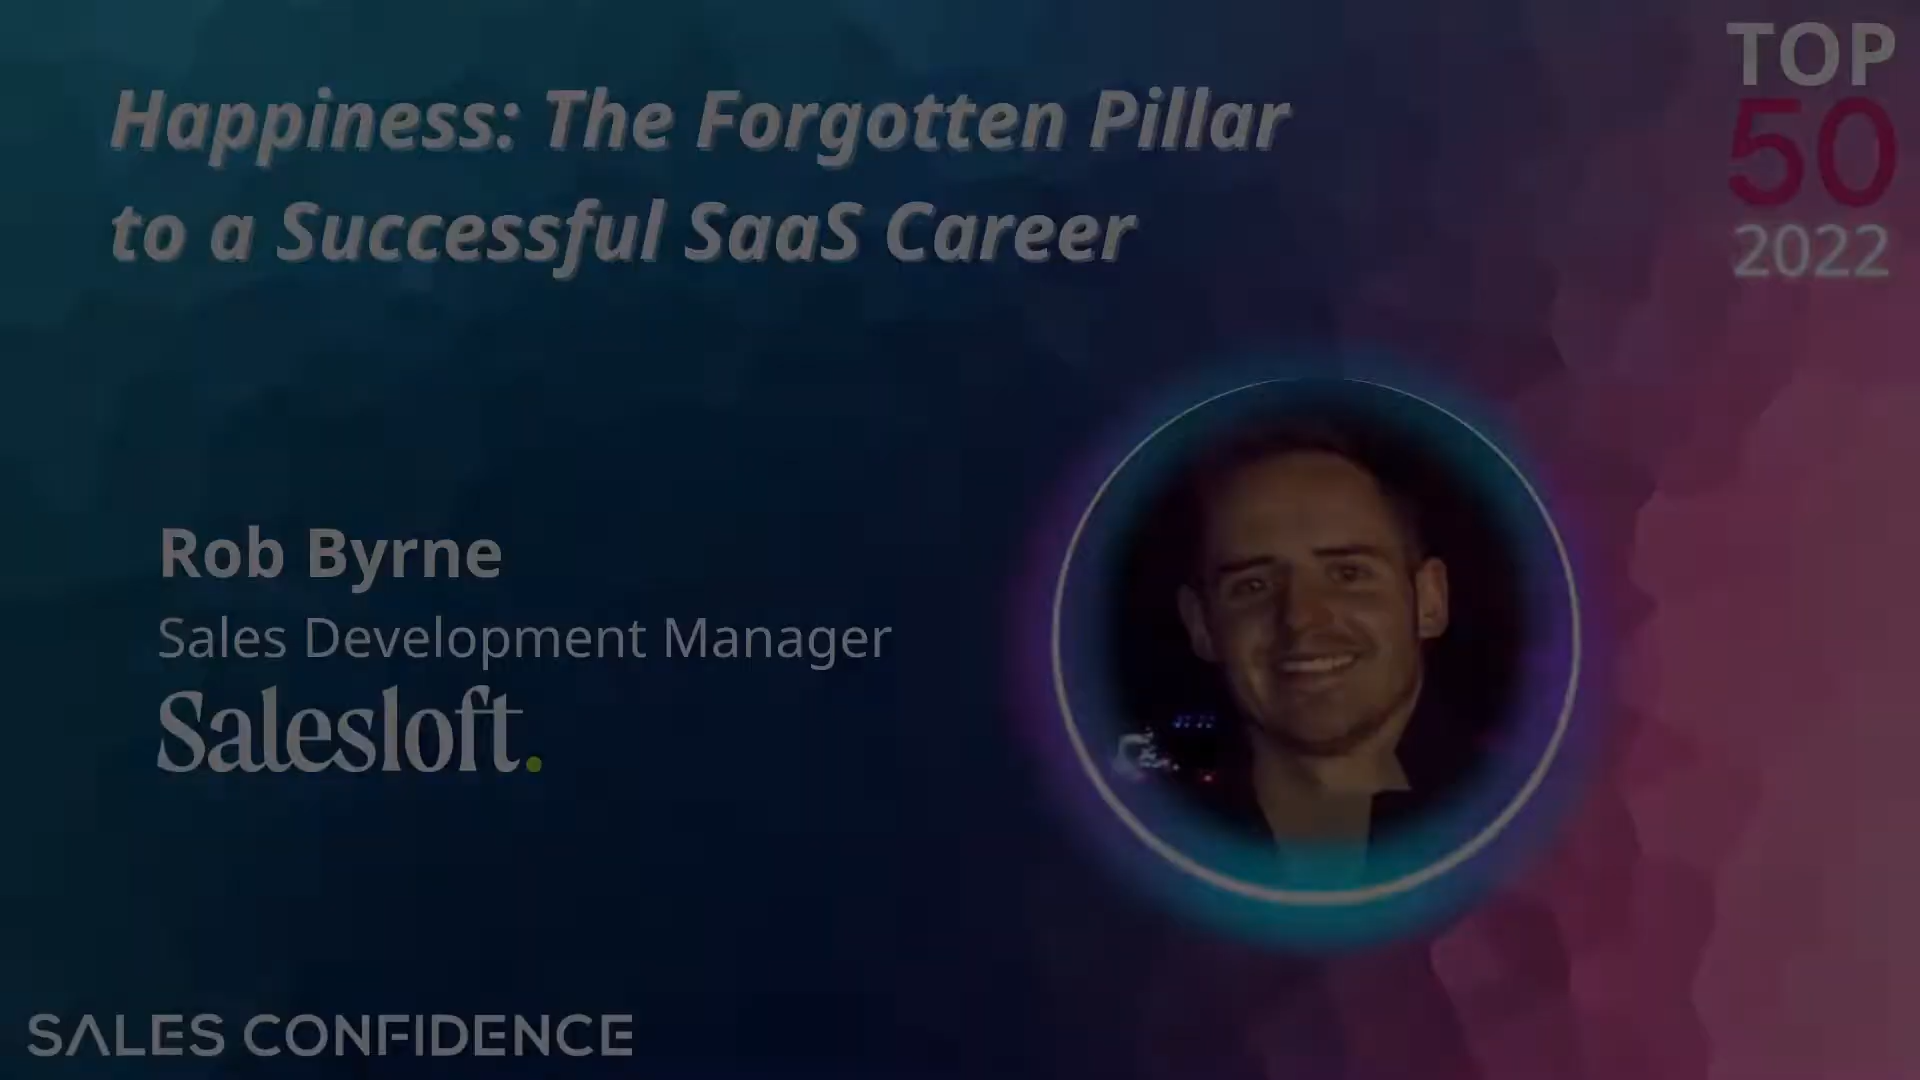 Happiness: The Forgotten Pillar
to a Successful SaaS Career
TOP
50
2022
Rob Byrne
Sales Development Manager
Salesloft.
SALES CONFIDENCE